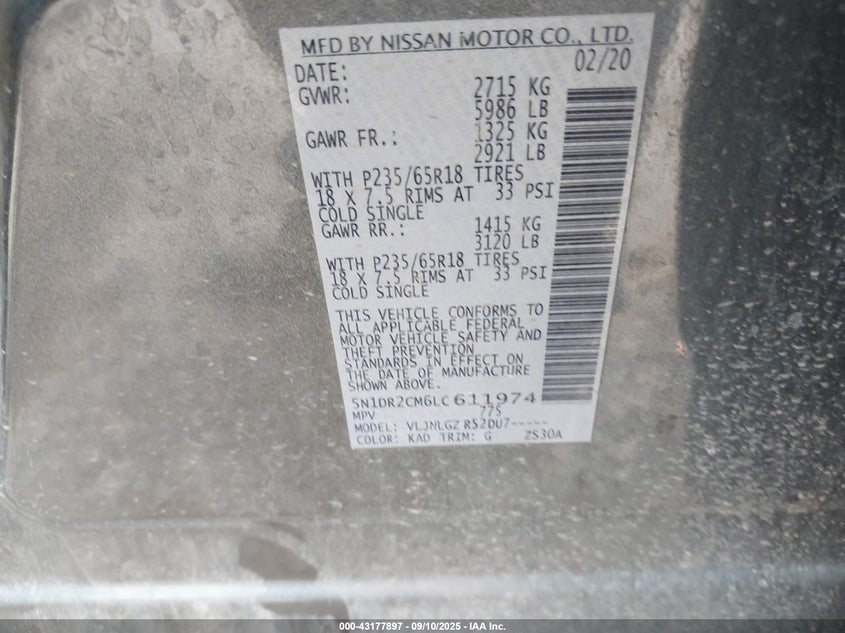 MFD BY NISSAN MOTOR CO., LTD.
DATE: 02/20
GVWR: 2715 KG
5986 LB
GAWR FR.: 1325 KG
2921 LB
WITH P235/65R18 TIRES
18 X 7.5 RIMS AT 33 PSI
COLD SINGLE
GAWR RR.: 1415 KG
3120 LB
WITH P235/65R18 TIRES
18 X 7.5 RIMS AT 33 PSI
COLD SINGLE
THIS VEHICLE CONFORMS TO
ALL APPLICABLE FEDERAL
MOTOR VEHICLE SAFETY AND
THEFT PREVENTION
STANDARDS IN EFFECT ON
THE DATE OF MANUFACTURE
SHOWN ABOVE.
5N1DR2CM6LC611974
MPV 775
MODEL: VLJNLGZ R52DU7-----
COLOR: KAD TRIM: G ZS30A
000-43177897 - 09/10/2025 - IAA Inc.